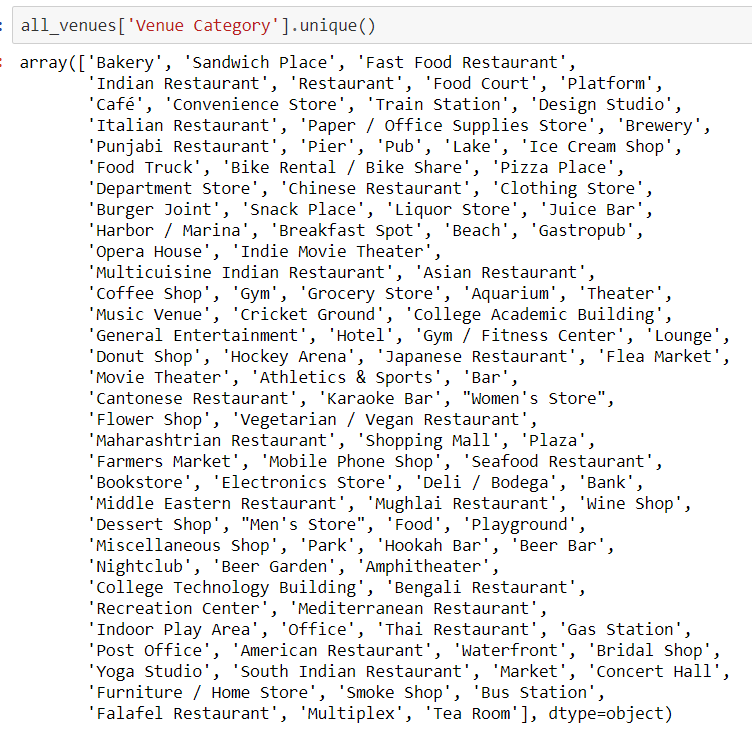 all_venues['Venue Category'].unique()
array(['Bakery', 'Sandwich Place', 'Fast Food Restaurant',
'Indian Restaurant', 'Restaurant', 'Food Court', 'Platform',
'Café', 'Convenience Store', 'Train Station', 'Design Studio',
'Italian Restaurant', 'Paper / Office Supplies Store', 'Brewery',
'Punjabi Restaurant', 'Pier', 'Pub', 'Lake', 'Ice Cream Shop',
'Food Truck', 'Bike Rental / Bike Share', 'Pizza Place',
'Department Store', 'Chinese Restaurant', 'Clothing Store',
'Burger Joint', 'Snack Place', 'Liquor Store', 'Juice Bar',
'Harbor / Marina', 'Breakfast Spot', 'Beach', 'Gastropub',
'Opera House', 'Indie Movie Theater',
'Multicuisine Indian Restaurant', 'Asian Restaurant',
'Coffee Shop', 'Gym', 'Grocery Store', 'Aquarium', 'Theater',
'Music Venue', 'Cricket Ground', 'College Academic Building',
'General Entertainment', 'Hotel', 'Gym / Fitness Center', 'Lounge',
'Donut Shop', 'Hockey Arena', 'Japanese Restaurant', 'Flea Market',
'Movie Theater', 'Athletics & Sports', 'Bar',
'Cantonese Restaurant', 'Karaoke Bar', "Women's Store",
'Flower Shop', 'Vegetarian / Vegan Restaurant',
'Maharashtrian Restaurant', 'Shopping Mall', 'Plaza',
'Farmers Market', 'Mobile Phone Shop', 'Seafood Restaurant',
'Bookstore', 'Electronics Store', 'Deli / Bodega', 'Bank',
'Middle Eastern Restaurant', 'Mughlai Restaurant', 'Wine Shop',
'Dessert Shop', "Men's Store", 'Food', 'Playground',
'Miscellaneous Shop', 'Park', 'Hookah Bar', 'Beer Bar',
'Nightclub', 'Beer Garden', 'Amphitheater',
'College Technology Building', 'Bengali Restaurant',
'Recreation Center', 'Mediterranean Restaurant',
'Indoor Play Area', 'Office', 'Thai Restaurant', 'Gas Station',
'Post Office', 'American Restaurant', 'Waterfront', 'Bridal Shop',
'Yoga Studio', 'South Indian Restaurant', 'Market', 'Concert Hall',
'Furniture / Home Store', 'Smoke Shop', 'Bus Station',
'Falafel Restaurant', 'Multiplex', 'Tea Room'], dtype=object)